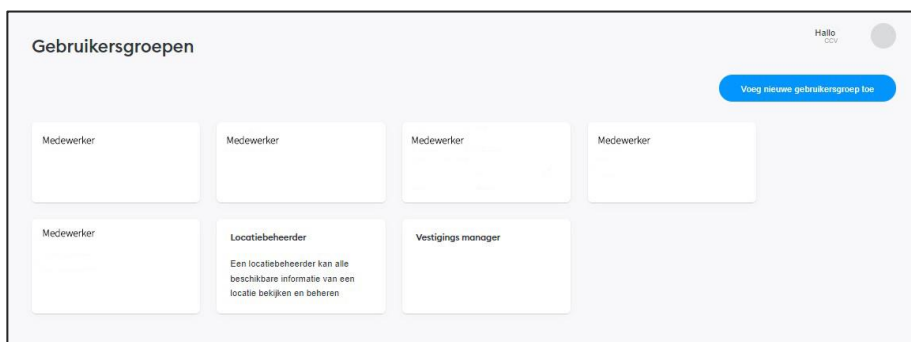 Gebruikersgroepen
Hallo
CCV
Voeg nieuwe gebruikersgroep toe
Medewerker
Medewerker
Medewerker
Medewerker
Medewerker
Locatiebeheerder
Een locatiebeheerder kan alle
beschikbare informatie van een
locatie bekijken en beheren
Vestigings manager